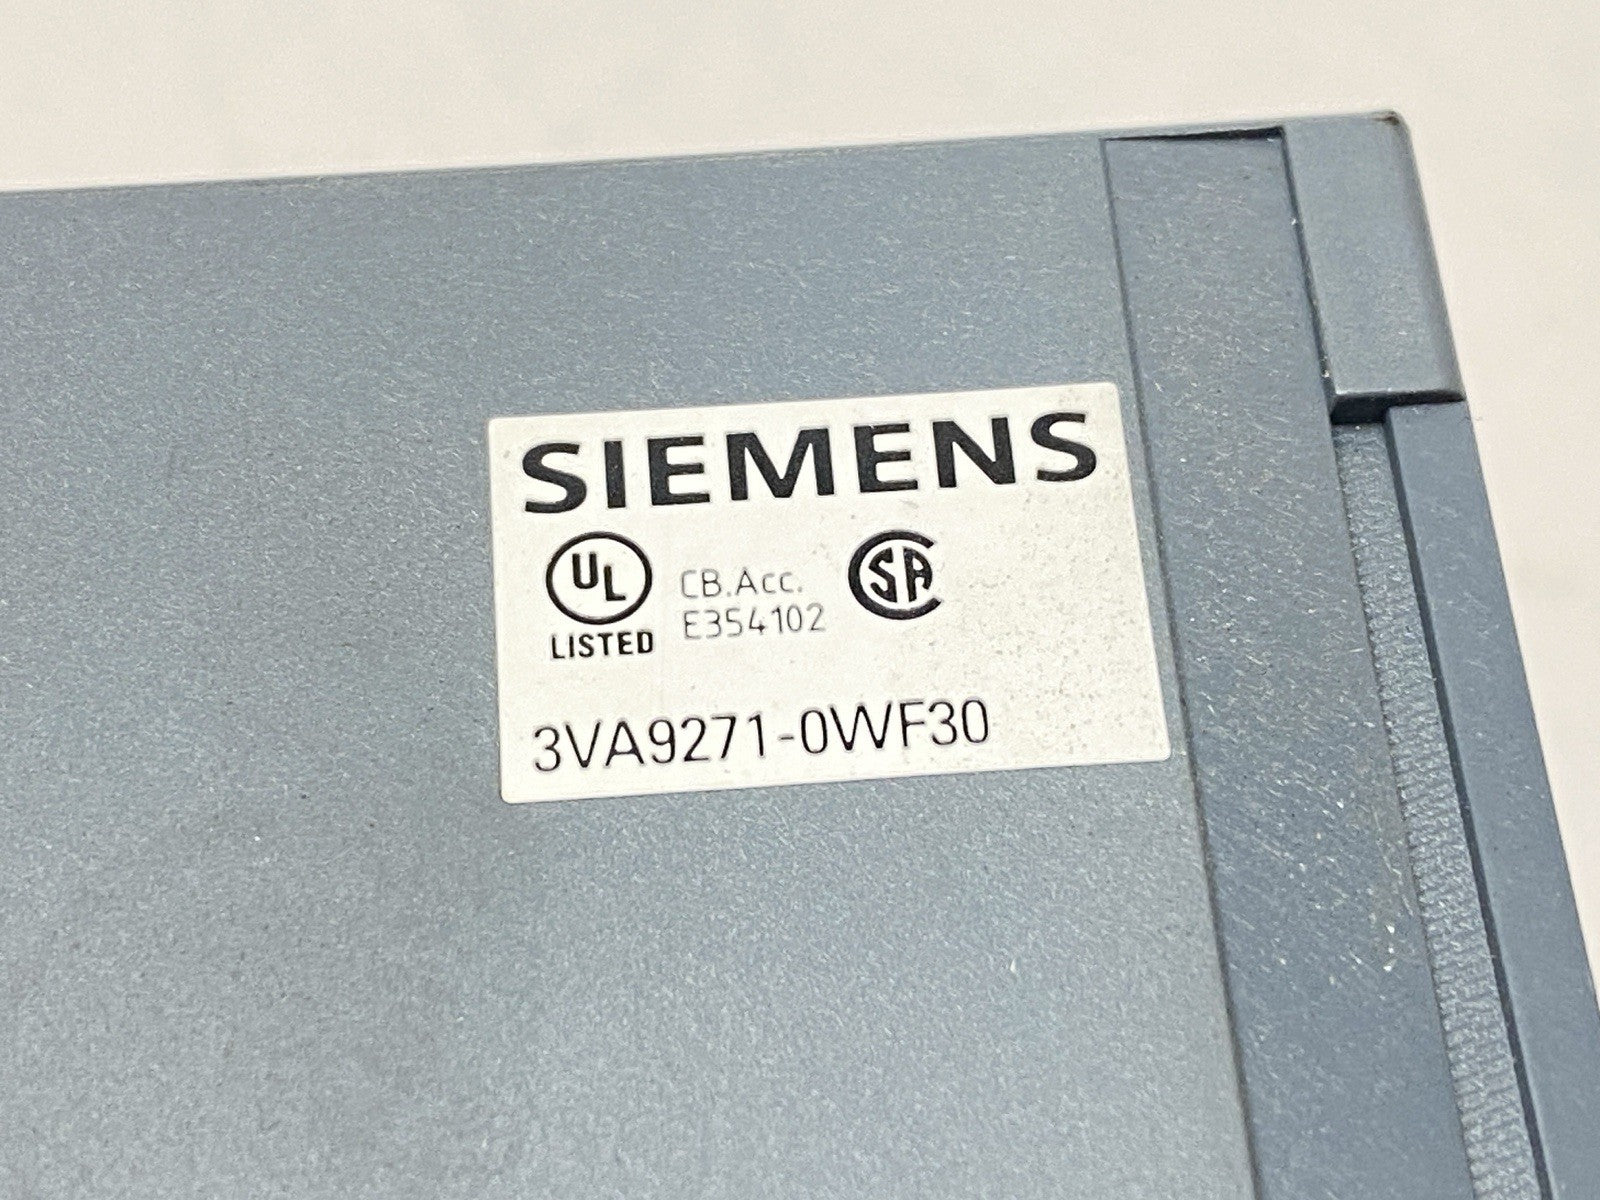 SIEMENS
UL CB.Acc. SA
LISTED E354102
3VA9271-0WF30